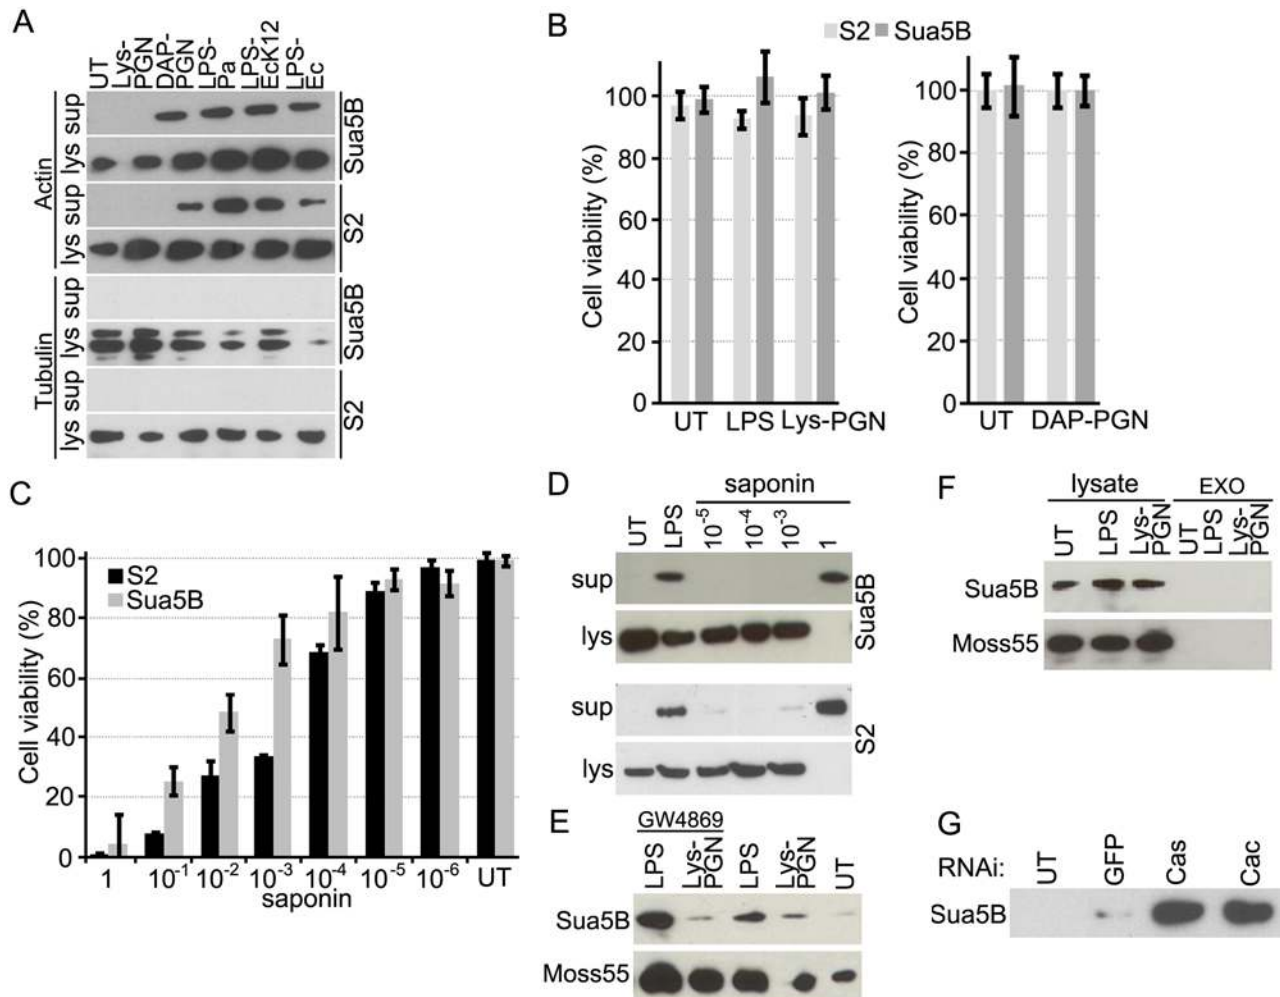 A
UT
Lys-
PGN
DAP-
PGN
LPS-
Pa
LPS-
EcK12
LPS-
Ec
Actin
sup
lys
Sua5B
sup
lys
S2
Tubulin
sup
lys
Sua5B
sup
lys
S2
B
S2 Sua5B
Cell viability (%)
100
80
60
40
20
0
UT LPS Lys-PGN
Cell viability (%)
100
80
60
40
20
0
UT DAP-PGN
C
S2
Sua5B
Cell viability (%)
100
80
60
40
20
0
1 10-1 10-2 10-3 10-4 10-5 10-6 UT
saponin
D
saponin
UT LPS 10-5 10-4 10-3 1
sup
lys
Sua5B
sup
lys
S2
E
GW4869
LPS
Lys-
PGN
LPS
Lys-
PGN
UT
Sua5B
Moss55
F
lysate EXO
UT
LPS
Lys-
PGN
UT
LPS
Lys-
PGN
Sua5B
Moss55
G
RNAi: UT GFP Cas Cac
Sua5B